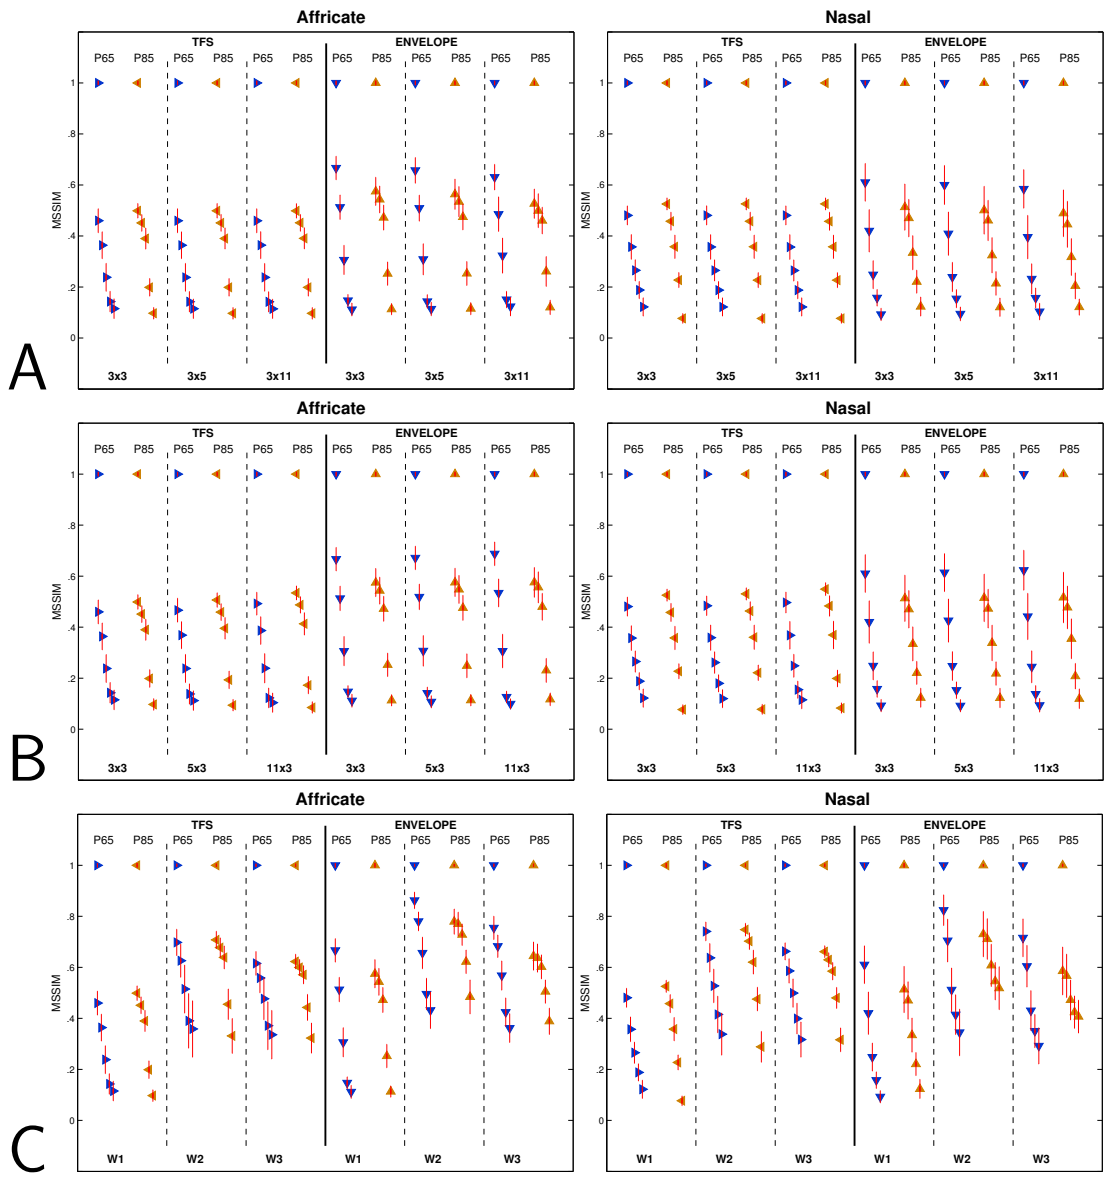 Affricate Nasal
TFS ENVELOPE TFS ENVELOPE
P65 P85 P65 P85 P65 P85 P65 P85 P65 P85 P65 P85 P65 P85 P65 P85 P65 P85 P65 P85 P65 P85 P65 P85
1 1
.8 .8
MSSIM MSSIM
.6 .6
.4 .4
.2 .2
0 0
A
3x3 3x5 3x11 3x3 3x5 3x11 3x3 3x5 3x11 3x3 3x5 3x11
Affricate Nasal
TFS ENVELOPE TFS ENVELOPE
P65 P85 P65 P85 P65 P85 P65 P85 P65 P85 P65 P85 P65 P85 P65 P85 P65 P85 P65 P85 P65 P85 P65 P85
1 1
.8 .8
MSSIM MSSIM
.6 .6
.4 .4
.2 .2
0 0
B
3x3 5x3 11x3 3x3 5x3 11x3 3x3 5x3 11x3 3x3 5x3 11x3
Affricate Nasal
TFS ENVELOPE TFS ENVELOPE
P65 P85 P65 P85 P65 P85 P65 P85 P65 P85 P65 P85 P65 P85 P65 P85 P65 P85 P65 P85 P65 P85 P65 P85
1 1
.8 .8
MSSIM MSSIM
.6 .6
.4 .4
.2 .2
0 0
C
W1 W2 W3 W1 W2 W3 W1 W2 W3 W1 W2 W3